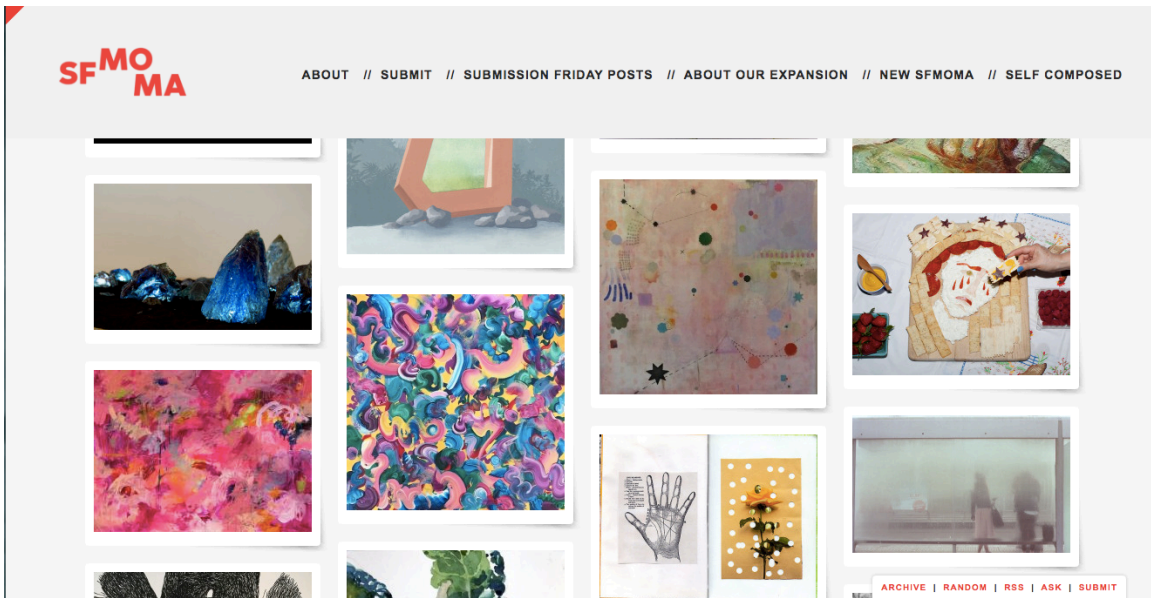 SFMOMA
ABOUT // SUBMIT // SUBMISSION FRIDAY POSTS // ABOUT OUR EXPANSION // NEW SFMOMA // SELF COMPOSED
ARCHIVE | RANDOM | RSS | ASK | SUBMIT